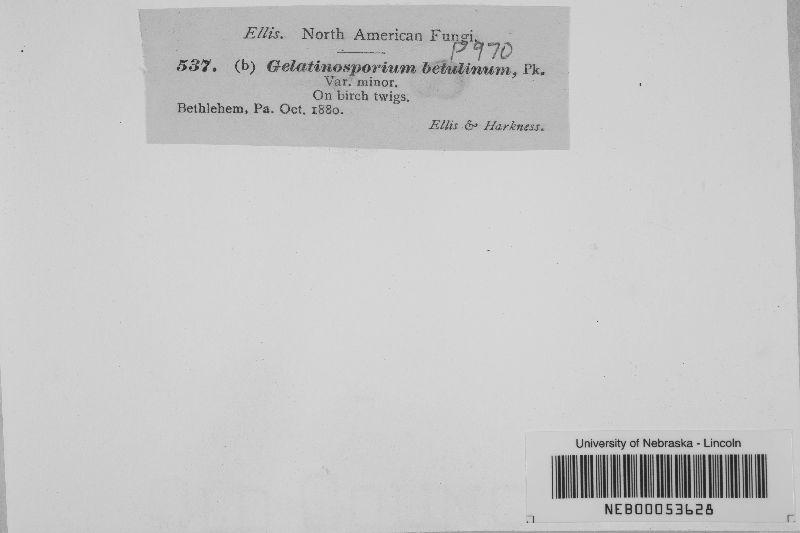 Ellis. North American Fungi.
P970
537. (b) Gelatinosporium betulinum, Pk.
Var. minor.
On birch twigs.
Bethlehem, Pa. Oct. 1880.
Ellis & Harkness.
University of Nebraska - Lincoln
NEB00053628